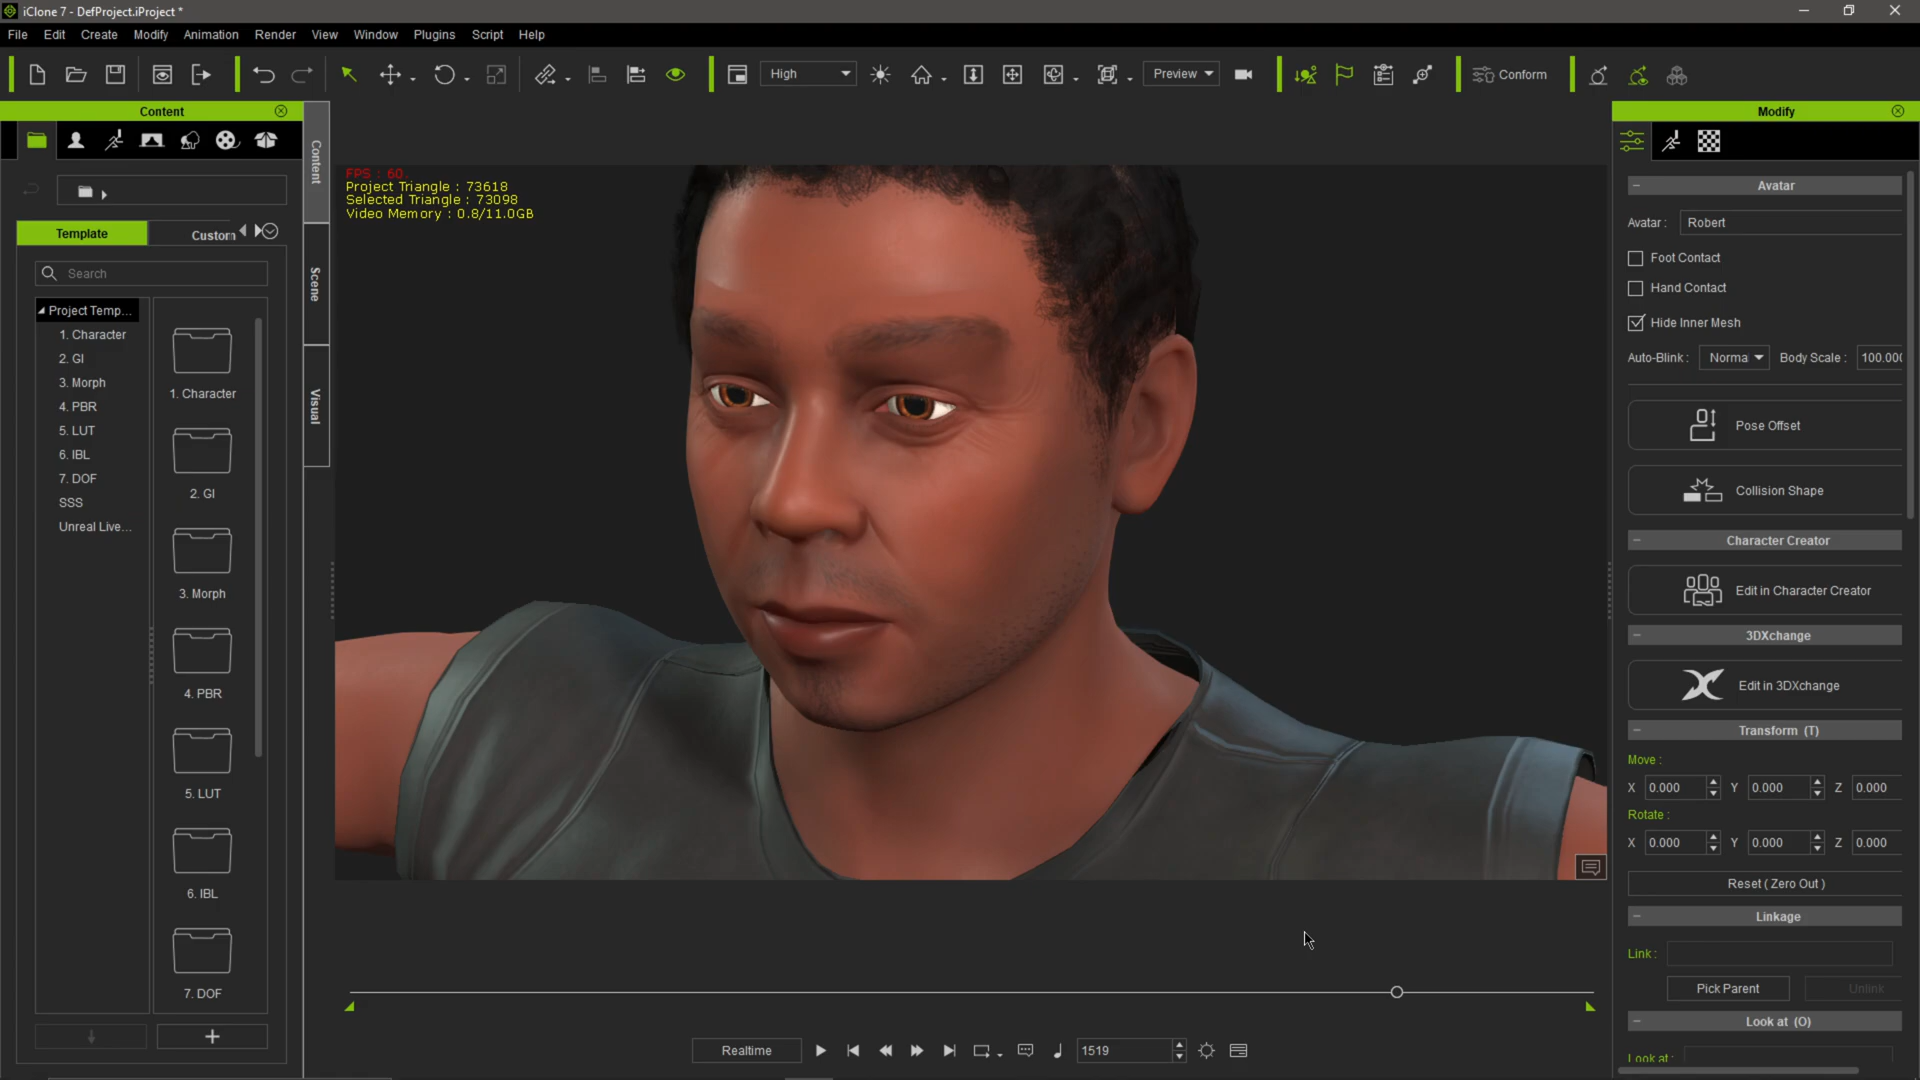 iClone 7 - DefProject.iProject *
File Edit Create Modify Animation Render View Window Plugins Script Help
High
Preview
Conform
Content
Template
Custom
Search
Project Temp...
1. Character
2. GI
3. Morph
4. PBR
5. LUT
6. IBL
7. DOF
SSS
Unreal Live...
1. Character
2. GI
3. Morph
4. PBR
5. LUT
6. IBL
7. DOF
Content
Scene
Visual
FPS : 60.
Project Triangle : 73618
Selected Triangle : 73098
Video Memory : 0.8/11.0GB
Realtime
1519
Modify
Avatar
Avatar : Robert
Foot Contact
Hand Contact
Hide Inner Mesh
Auto-Blink : Norma Body Scale : 100.00
Pose Offset
Collision Shape
Character Creator
Edit in Character Creator
3DXchange
Edit in 3DXchange
Transform (T)
Move :
X 0.000 Y 0.000 Z 0.000
Rotate :
X 0.000 Y 0.000 Z 0.000
Reset ( Zero Out )
Linkage
Link :
Pick Parent Unlink
Look at (O)
Look at :